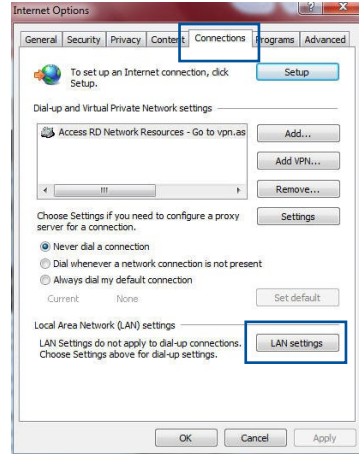 Internet Options
General Security Privacy Content Connections Programs Advanced
To set up an Internet connection, click
Setup.
Setup
Dial-up and Virtual Private Network settings
Access RD Network Resources - Go to vpn.as
Add...
Add VPN...
Remove...
Choose Settings if you need to configure a proxy
server for a connection.
Settings
Never dial a connection
Dial whenever a network connection is not present
Always dial my default connection
Current None
Set default
Local Area Network (LAN) settings
LAN Settings do not apply to dial-up connections.
Choose Settings above for dial-up settings.
LAN settings
OK Cancel Apply